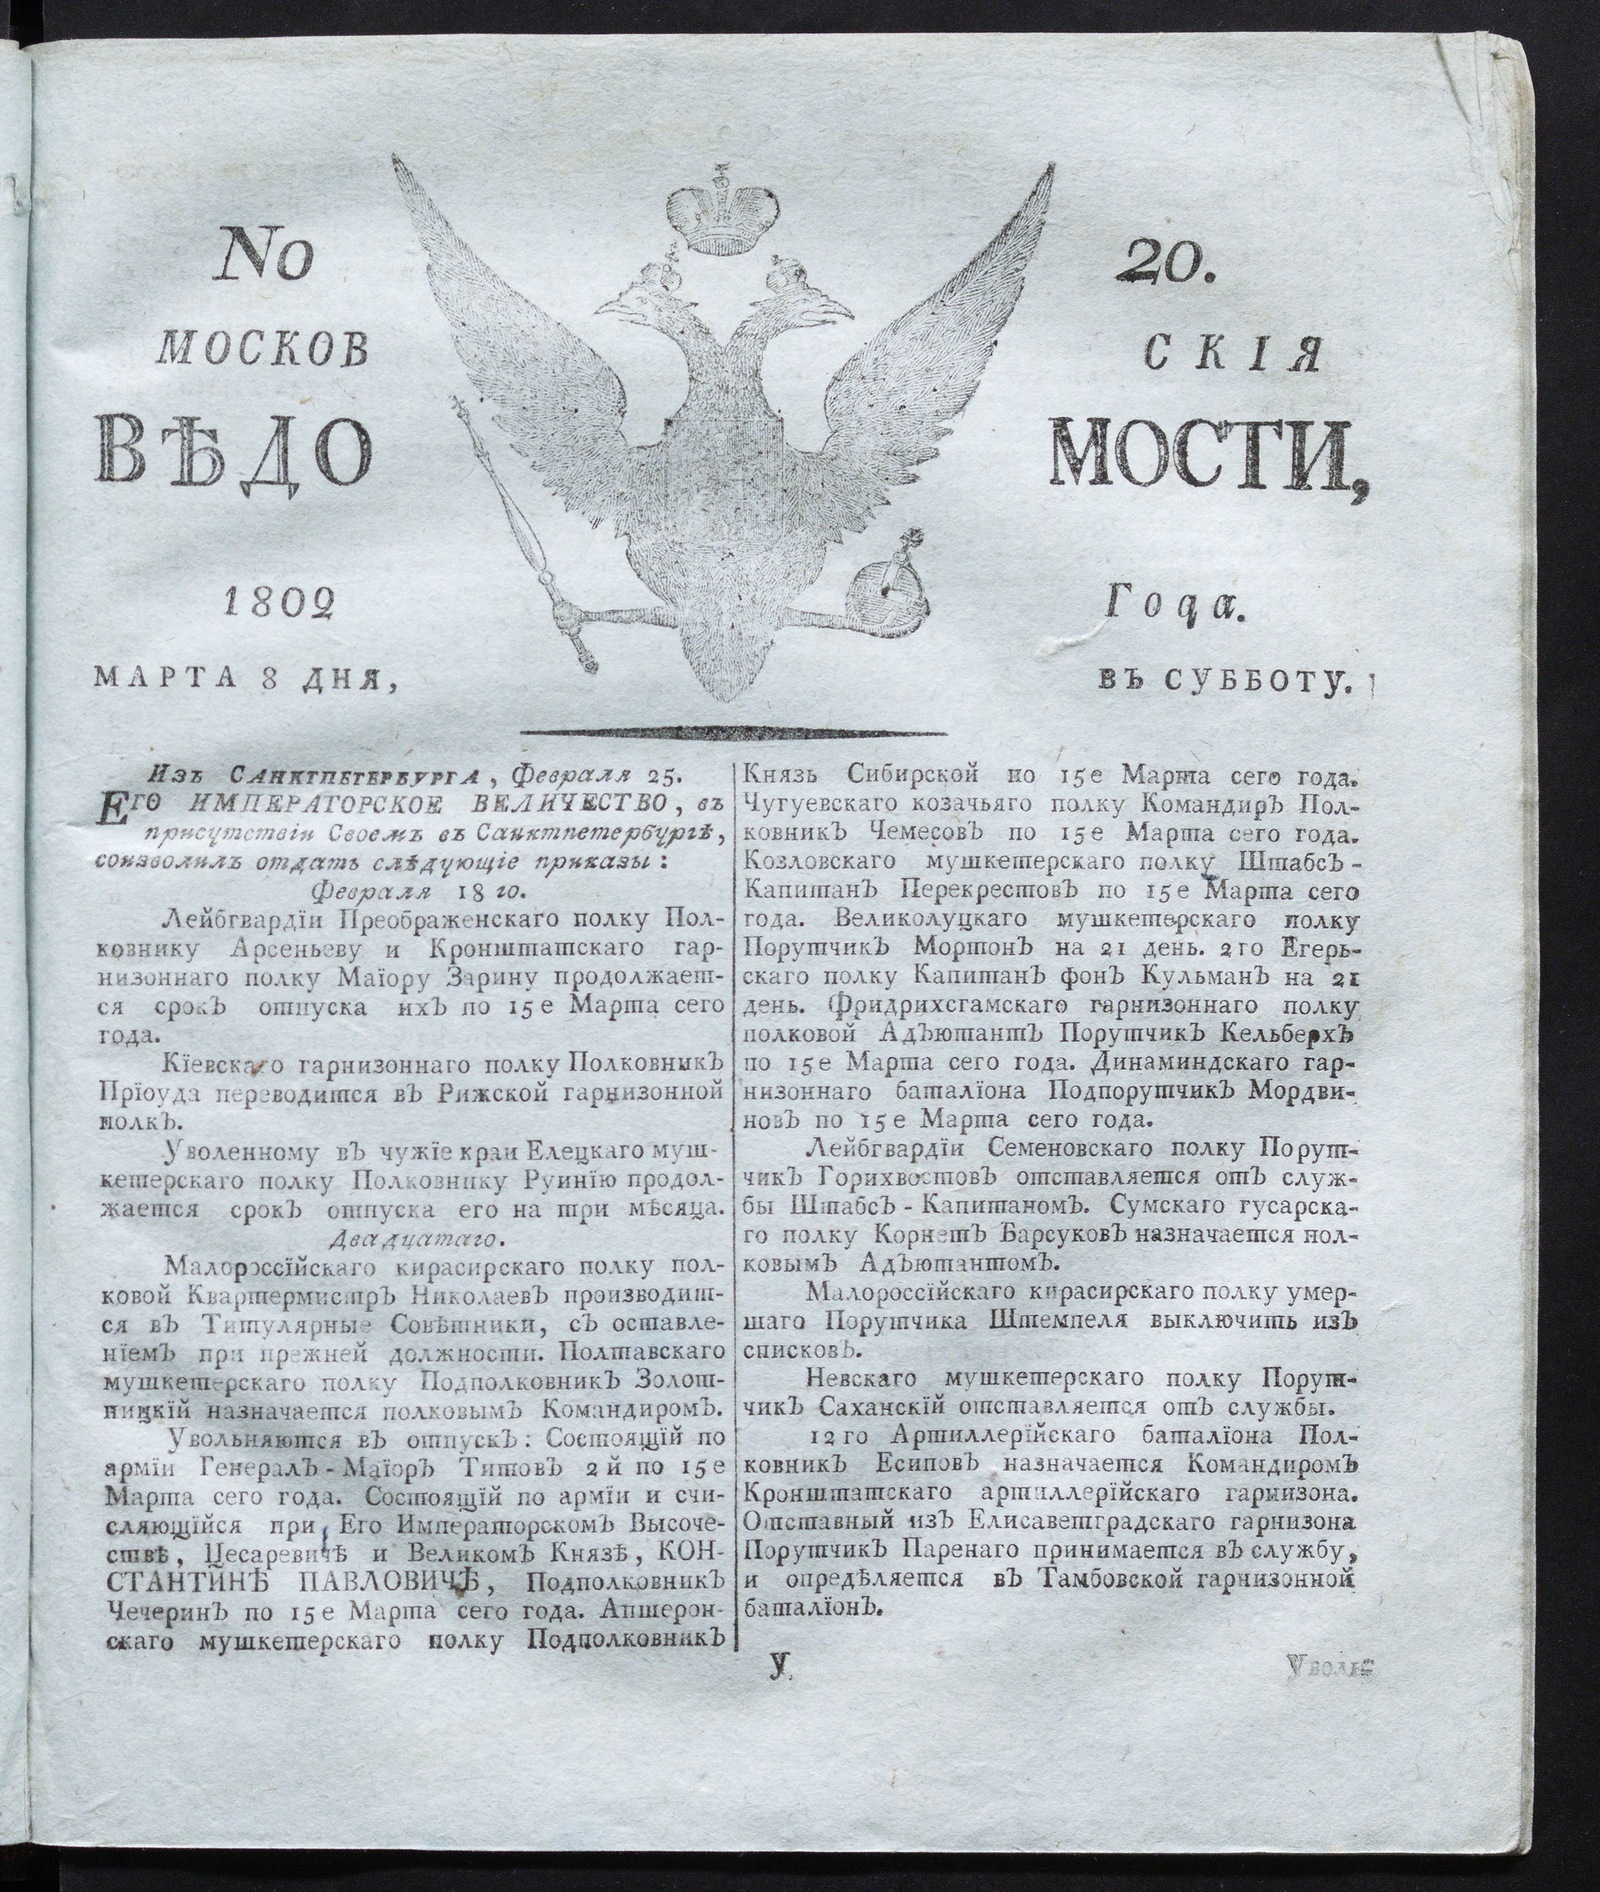 No 20.
МОСКОВ СКІЯ
ВѢДО МОСТИ,
1802 Года.
МАРТА 8 ДНЯ, ВЪ СУББОТУ.
Изъ Санктпетербурга, Февраля 25.
Его ИМПЕРАТОРСКОЕ ВЕЛИЧЕСТВО, въ
присутствіи Своемъ въ Санктпетербургѣ,
соизволилъ отдать слѣдующіе приказы:
Февраля 18 го.
Лейбгвардіи Преображенскаго полку Пол-
ковнику Арсеньеву и Кронштатскаго гар-
низоннаго полку Маіору Зарину продолжает-
ся срокъ отпуска ихъ по 15е Марта сего
года.
Кіевскаго гарнизоннаго полку Полковникъ
Пріоуда переводится въ Рижской гарнизонной
полкъ.
Уволенному въ чужіе краи Елецкаго муш-
кетерскаго полку Полковнику Руинію продол-
жается срокъ отпуска его на три мѣсяца.
Двадцатаго.
Малороссійскаго кирасирскаго полку пол-
ковой Квартермистръ Николаевъ производит-
ся въ Титулярные Совѣтники, съ оставле-
ніемъ при прежней должности. Полтавскаго
мушкетерскаго полку Подполковникъ Золот-
ницкій назначается полковымъ Командиромъ.
Увольняются въ отпускъ: Состоящій по
арміи Генералъ-Маіоръ Титовъ 2й по 15е
Марта сего года. Состоящій по арміи и счи-
сляющійся при Его Императорскомъ Высоче-
ствѣ, Цесаревичѣ и Великомъ Князѣ, КОН-
СТАНТИНѢ ПАВЛОВИЧѢ, Подполковникъ
Чечеринъ по 15е Марта сего года. Апшерон-
скаго мушкетерскаго полку Подполковникъ
Князь Сибирской по 15е Марта сего года.
Чугуевскаго козачьяго полку Командиръ Пол-
ковникъ Чемесовъ по 15е Марта сего года.
Козловскаго мушкетерскаго полку Штабсъ-
Капитанъ Перекрестовъ по 15е Марта сего
года. Великолуцкаго мушкетерскаго полку
Порутчикъ Мортонъ на 21 день. 2го Егерь-
скаго полку Капитанъ фонъ Кульманъ на 21
день. Фридрихсгамскаго гарнизоннаго полку
полковой Адъютантъ Порутчикъ Кельберхъ
по 15е Марта сего года. Динаминдскаго гар-
низоннаго баталіона Подпорутчикъ Мордви-
новъ по 15е Марта сего года.
Лейбгвардіи Семеновскаго полку Порут-
чикъ Горихвостовъ отставляется отъ служ-
бы Штабсъ-Капитаномъ. Сумскаго гусарска-
го полку Корнетъ Барсуковъ назначается пол-
ковымъ Адъютантомъ.
Малороссійскаго кирасирскаго полку умер-
шаго Порутчика Штемпеля выключить изъ
списковъ.
Невскаго мушкетерскаго полку Порут-
чикъ Саханскій отставляется отъ службы.
12го Артиллерійскаго баталіона Пол-
ковникъ Есиповъ назначается Командиромъ
Кронштатскаго артиллерійскаго гарнизона.
Отставный изъ Елисаветградскаго гарнизона
Порутчикъ Паренаго принимается въ службу,
и опредѣляется въ Тамбовской гарнизонной
баталіонъ.
У Уволь-